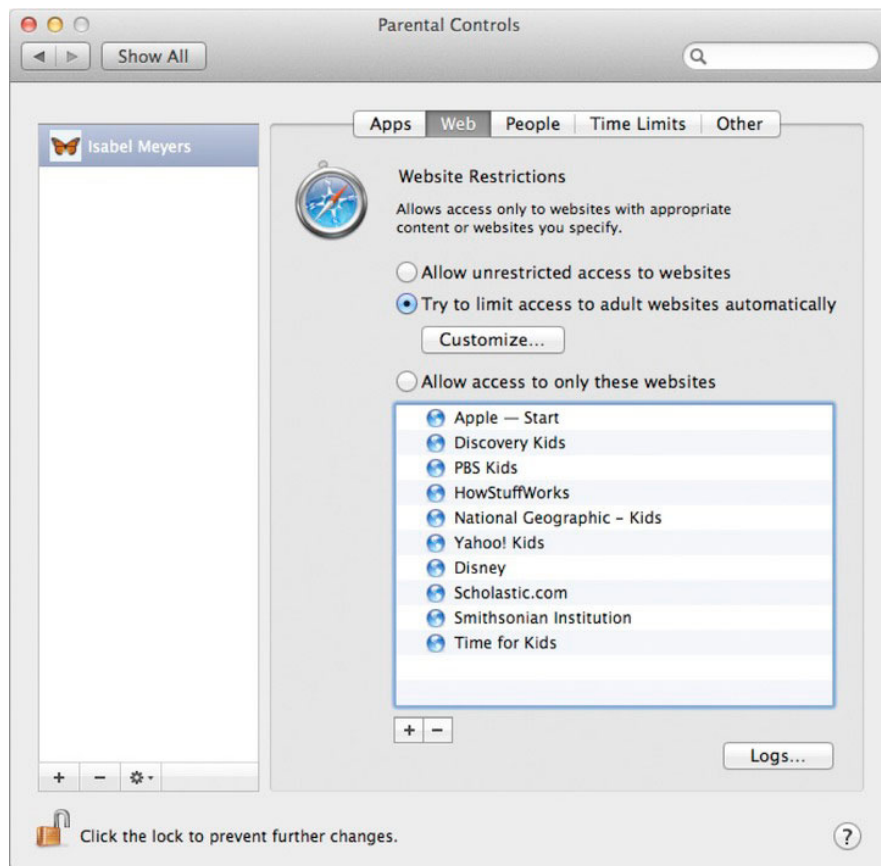 Parental Controls
Show All
Apps Web People Time Limits Other
Isabel Meyers
Website Restrictions
Allows access only to websites with appropriate
content or websites you specify.
Allow unrestricted access to websites
Try to limit access to adult websites automatically
Customize...
Allow access to only these websites
Apple — Start
Discovery Kids
PBS Kids
HowStuffWorks
National Geographic – Kids
Yahoo! Kids
Disney
Scholastic.com
Smithsonian Institution
Time for Kids
+ −
Logs...
+ −
Click the lock to prevent further changes.
?